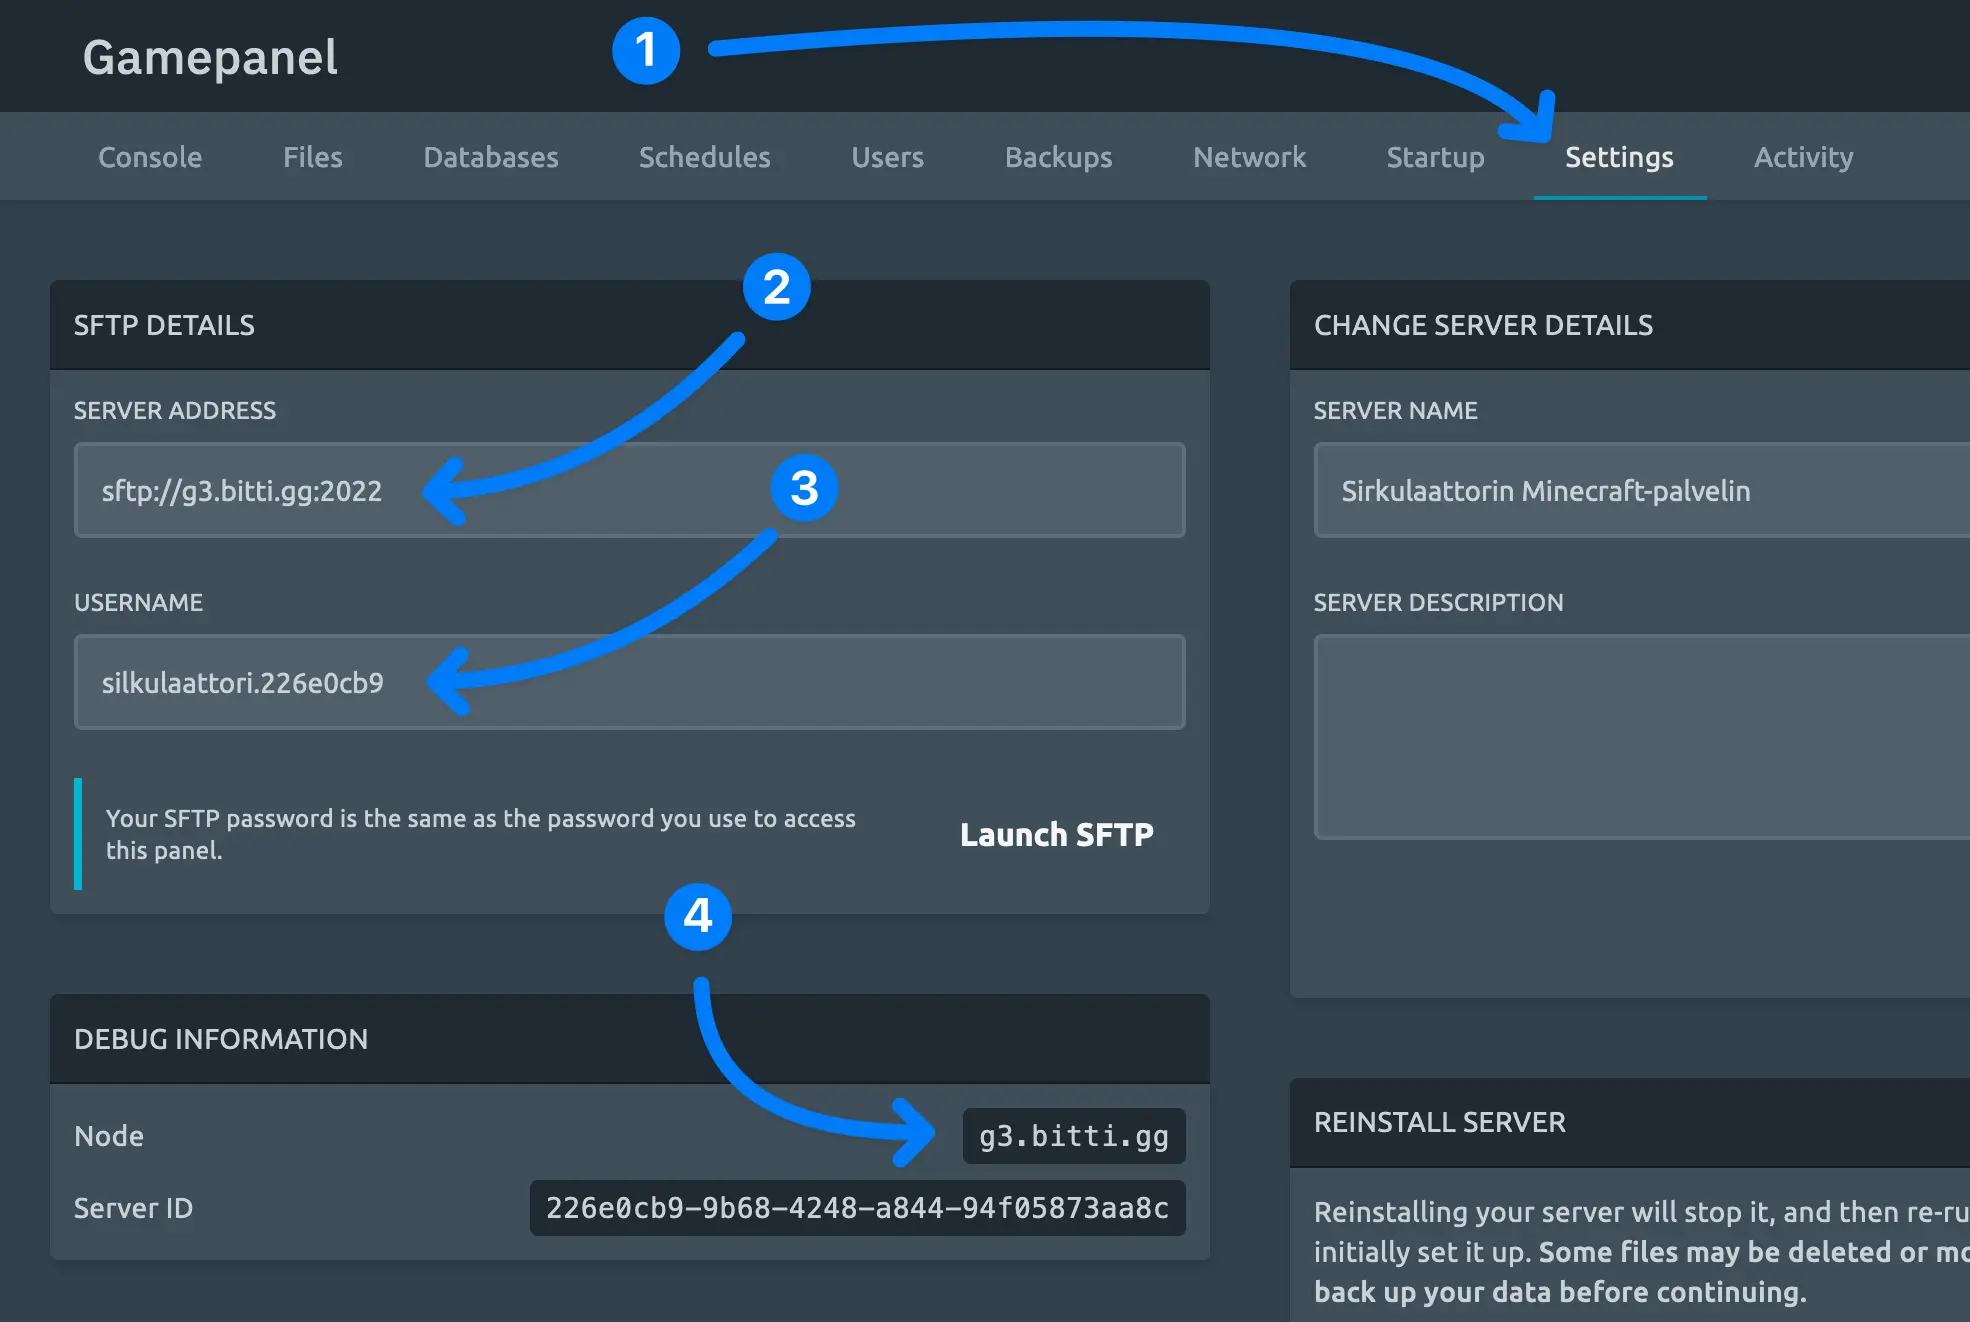 Gamepanel
1
Console Files Databases Schedules Users Backups Network Startup Settings Activity
2
SFTP DETAILS
SERVER ADDRESS
sftp://g3.bitti.gg:2022
3
USERNAME
silkulaattori.226e0cb9
Your SFTP password is the same as the password you use to access
this panel.
Launch SFTP
4
DEBUG INFORMATION
Node g3.bitti.gg
Server ID 226e0cb9-9b68-4248-a844-94f05873aa8c
CHANGE SERVER DETAILS
SERVER NAME
Sirkulaattorin Minecraft-palvelin
SERVER DESCRIPTION
REINSTALL SERVER
Reinstalling your server will stop it, and then re-ru
initially set it up. Some files may be deleted or mo
back up your data before continuing.